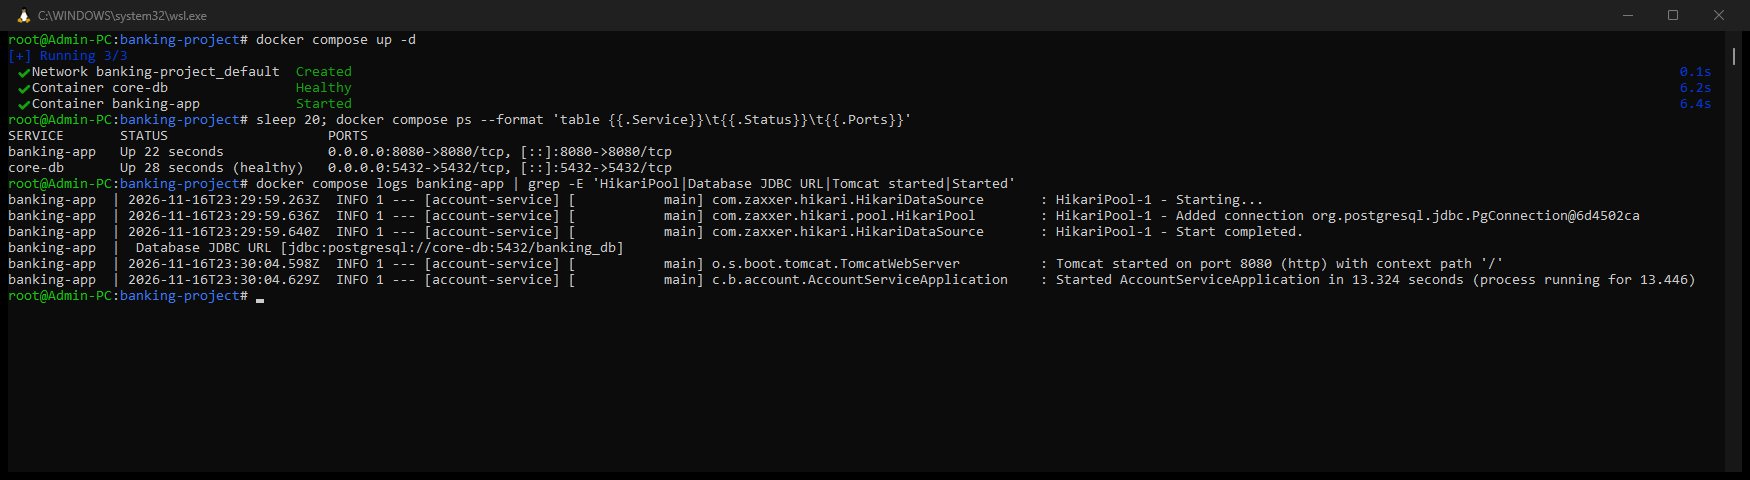 C:\WINDOWS\system32\wsl.exe
root@Admin-PC:banking-project# docker compose up -d
[+] Running 3/3
✔Network banking-project_default  Created 0.1s
✔Container core-db                Healthy 6.2s
✔Container banking-app            Started 6.4s
root@Admin-PC:banking-project# sleep 20; docker compose ps --format 'table {{.Service}}\t{{.Status}}\t{{.Ports}}'
SERVICE       STATUS                    PORTS
banking-app   Up 22 seconds             0.0.0.0:8080->8080/tcp, [::]:8080->8080/tcp
core-db       Up 28 seconds (healthy)   0.0.0.0:5432->5432/tcp, [::]:5432->5432/tcp
root@Admin-PC:banking-project# docker compose logs banking-app | grep -E 'HikariPool|Database JDBC URL|Tomcat started|Started'
banking-app  | 2026-11-16T23:29:59.263Z  INFO 1 --- [account-service] [           main] com.zaxxer.hikari.HikariDataSource       : HikariPool-1 - Starting...
banking-app  | 2026-11-16T23:29:59.636Z  INFO 1 --- [account-service] [           main] com.zaxxer.hikari.pool.HikariPool        : HikariPool-1 - Added connection org.postgresql.jdbc.PgConnection@6d4502ca
banking-app  | 2026-11-16T23:29:59.640Z  INFO 1 --- [account-service] [           main] com.zaxxer.hikari.HikariDataSource       : HikariPool-1 - Start completed.
banking-app  |  Database JDBC URL [jdbc:postgresql://core-db:5432/banking_db]
banking-app  | 2026-11-16T23:30:04.598Z  INFO 1 --- [account-service] [           main] o.s.boot.tomcat.TomcatWebServer          : Tomcat started on port 8080 (http) with context path '/'
banking-app  | 2026-11-16T23:30:04.629Z  INFO 1 --- [account-service] [           main] c.b.account.AccountServiceApplication    : Started AccountServiceApplication in 13.324 seconds (process running for 13.446)
root@Admin-PC:banking-project#